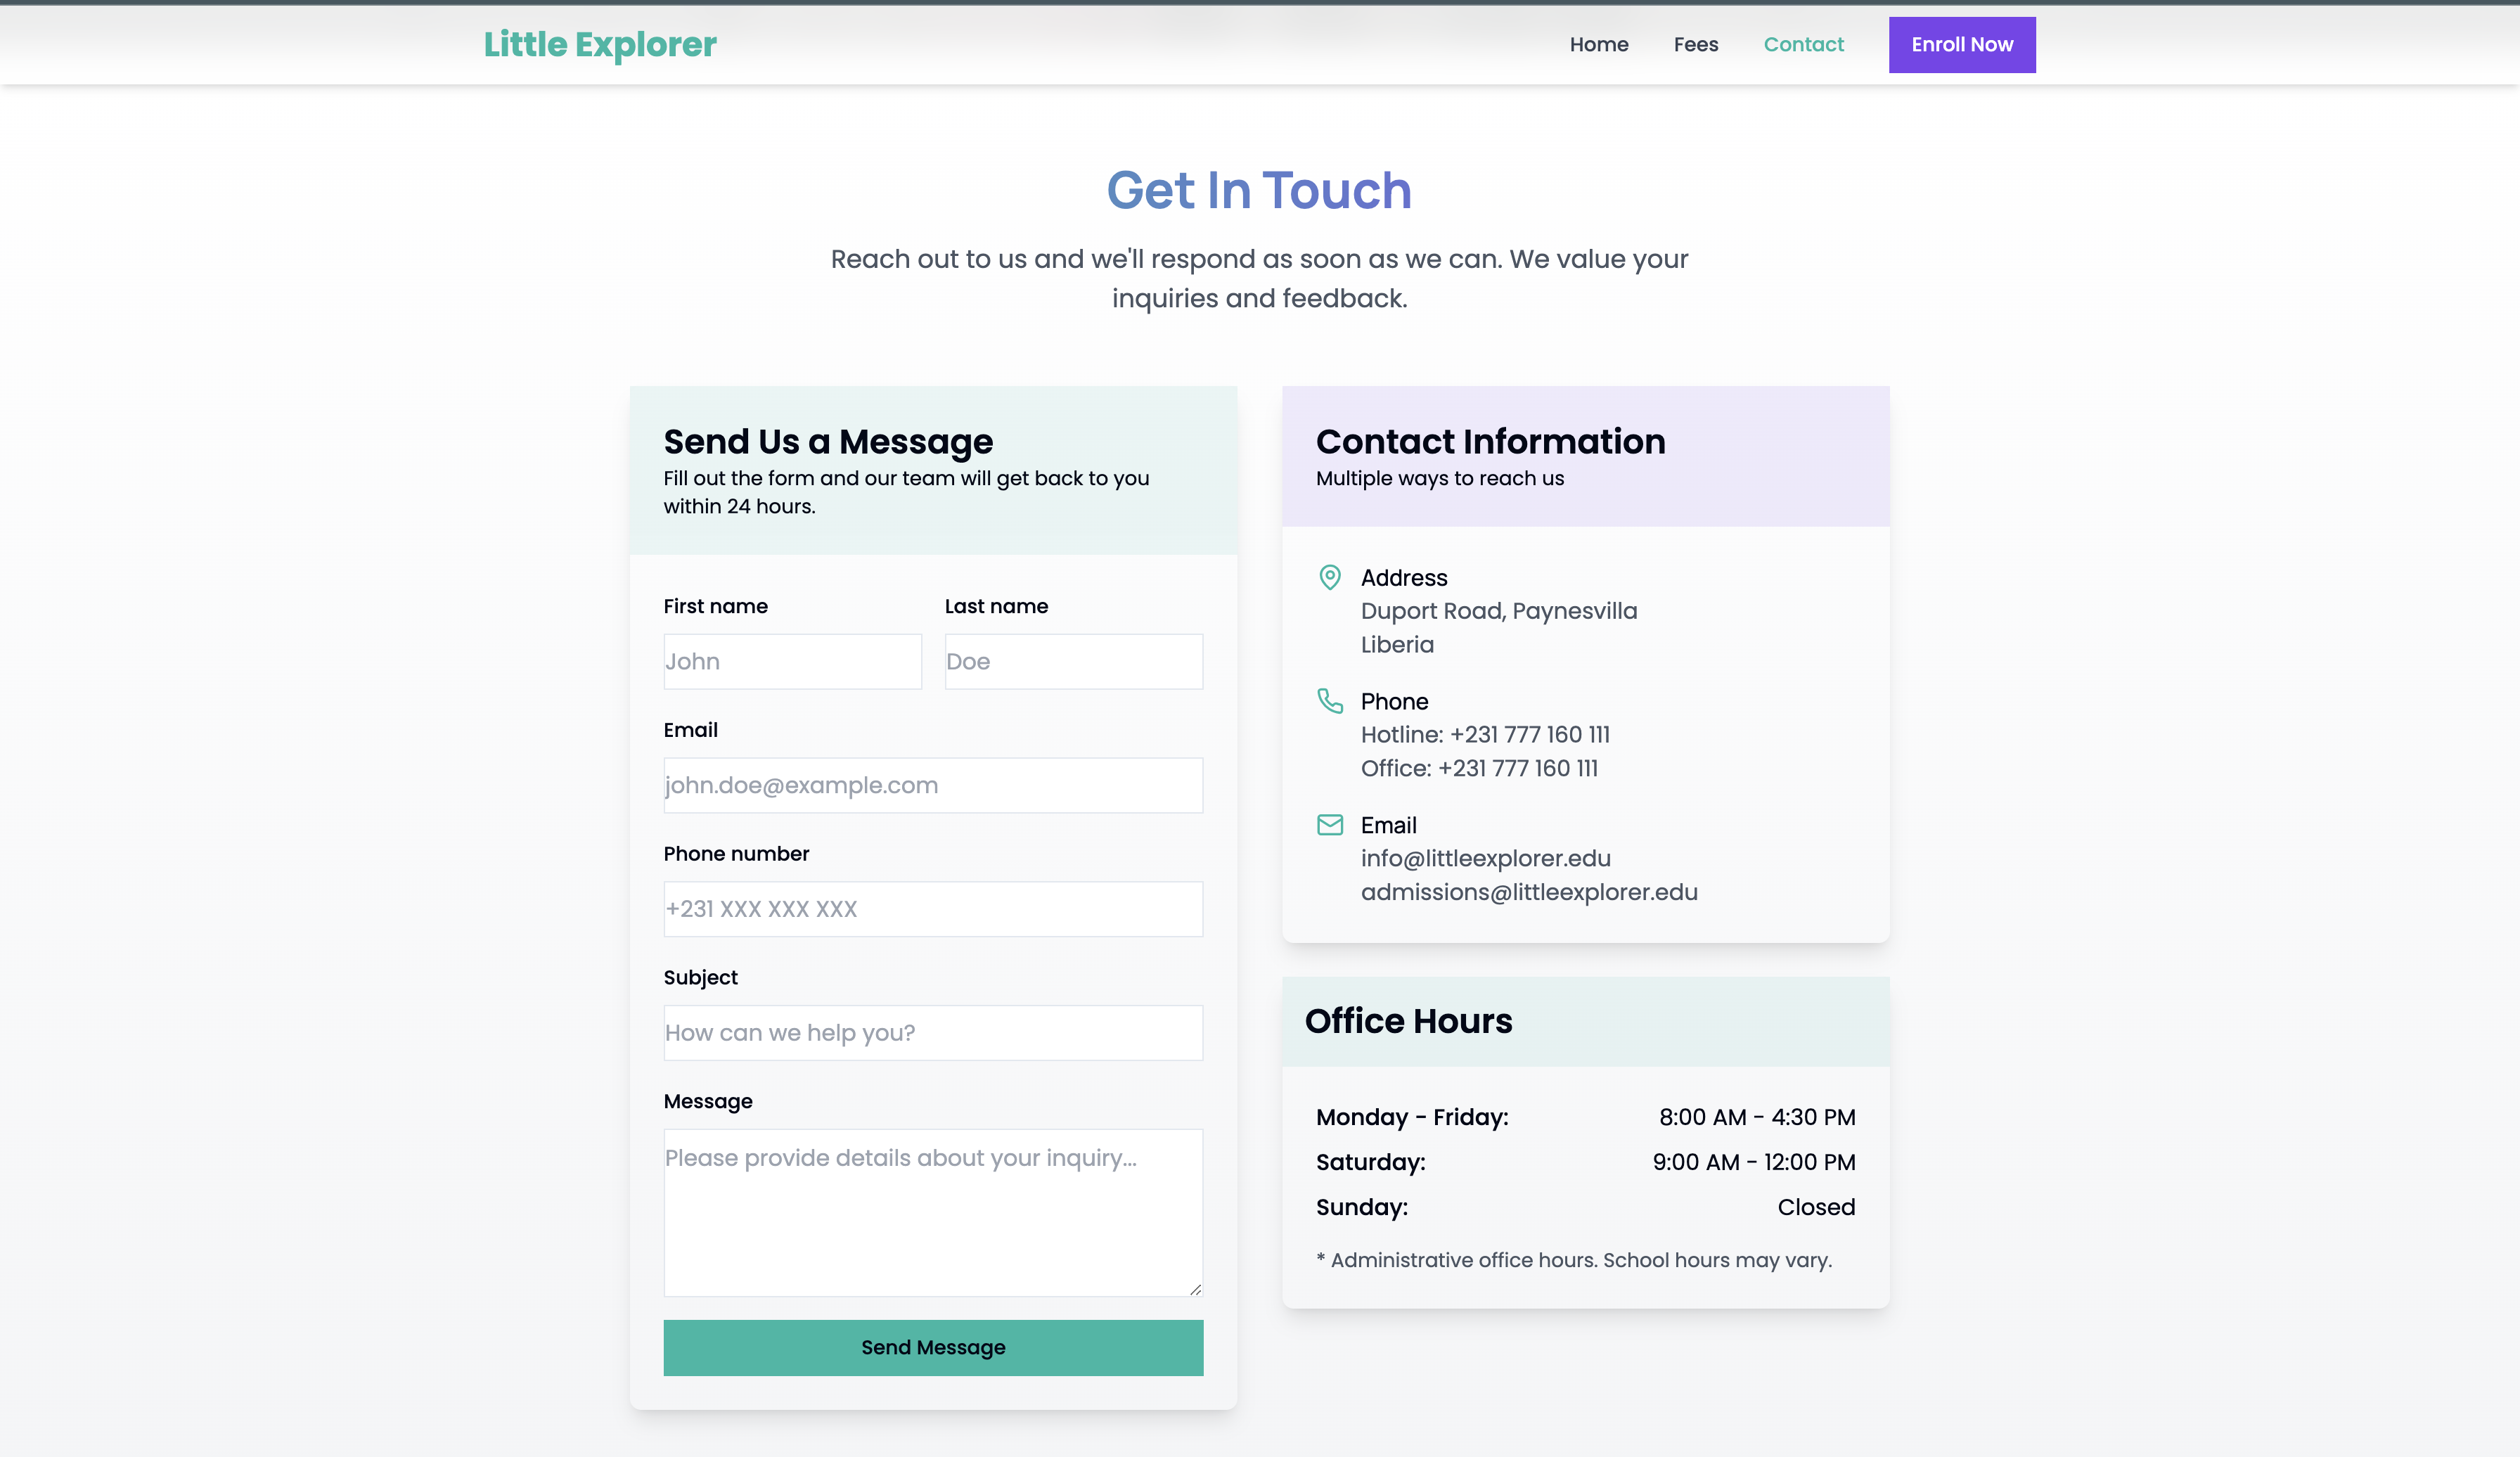 Little Explorer
Home
Fees
Contact
Enroll Now
Get In Touch
Reach out to us and we'll respond as soon as we can. We value your
inquiries and feedback.
Send Us a Message
Fill out the form and our team will get back to you
within 24 hours.
First name
Last name
John
Doe
Email
john.doe@example.com
Phone number
+231 XXX XXX XXX
Subject
How can we help you?
Message
Please provide details about your inquiry...
Send Message
Contact Information
Multiple ways to reach us
Address
Duport Road, Paynesvilla
Liberia
Phone
Hotline: +231 777 160 111
Office: +231 777 160 111
Email
info@littleexplorer.edu
admissions@littleexplorer.edu
Office Hours
Monday - Friday: 8:00 AM - 4:30 PM
Saturday: 9:00 AM - 12:00 PM
Sunday: Closed
* Administrative office hours. School hours may vary.